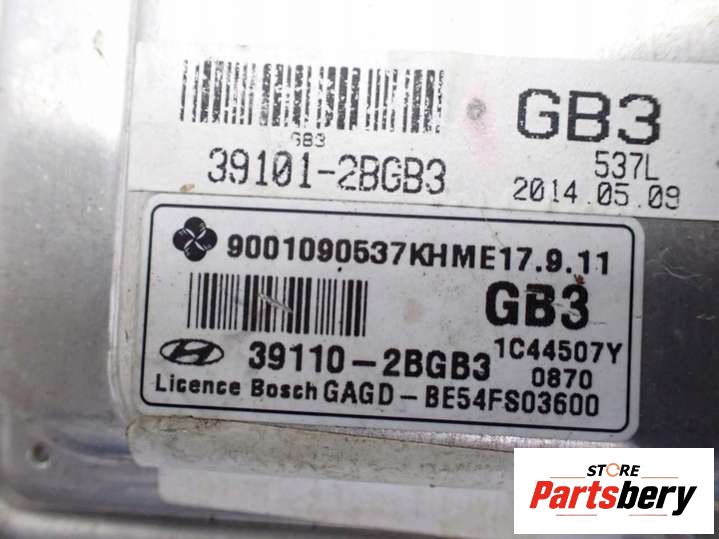 GB3
GB3
39101-2BGB3
537L
2014.05.09
9001090537KHME17.9.11
GB3
39110-2BGB3
1C44507Y
0870
Licence Bosch GAGD-BE54FS03600
STORE
Partsbery